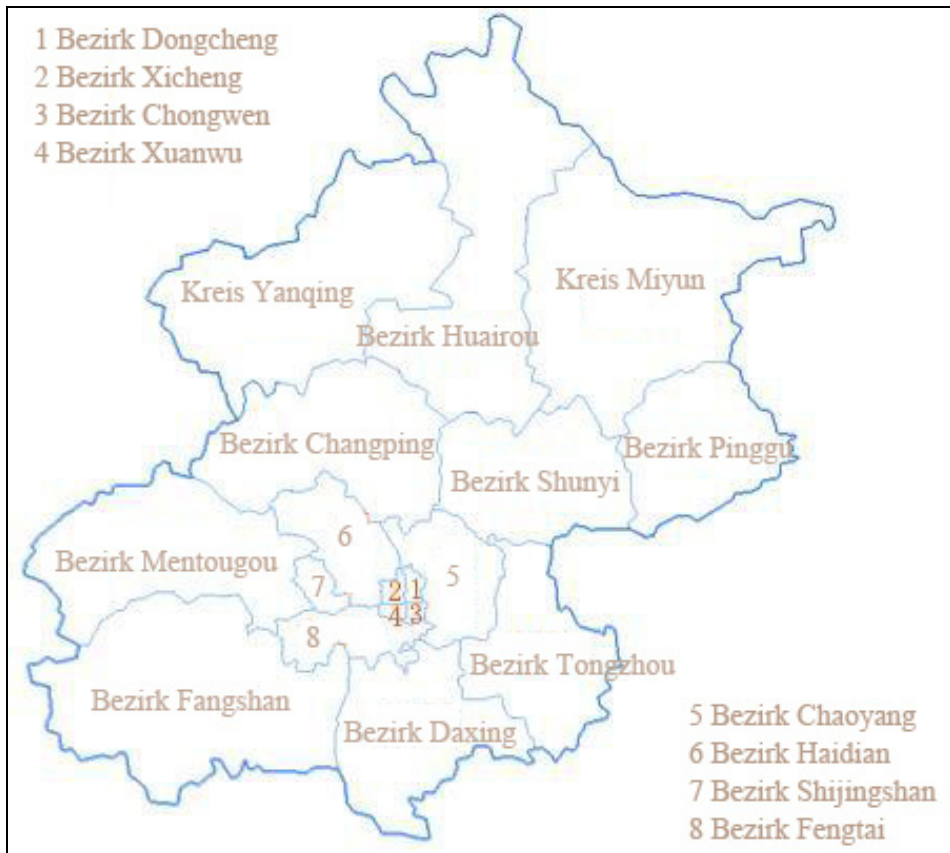 1 Bezirk Dongcheng
2 Bezirk Xicheng
3 Bezirk Chongwen
4 Bezirk Xuanwu
Kreis Yanqing
Kreis Miyun
Bezirk Huairou
Bezirk Changping
Bezirk Shunyi
Bezirk Pinggu
Bezirk Mentougou
6
5
7
2
1
4
3
8
Bezirk Tongzhou
Bezirk Fangshan
Bezirk Daxing
5 Bezirk Chaoyang
6 Bezirk Haidian
7 Bezirk Shijingshan
8 Bezirk Fengtai